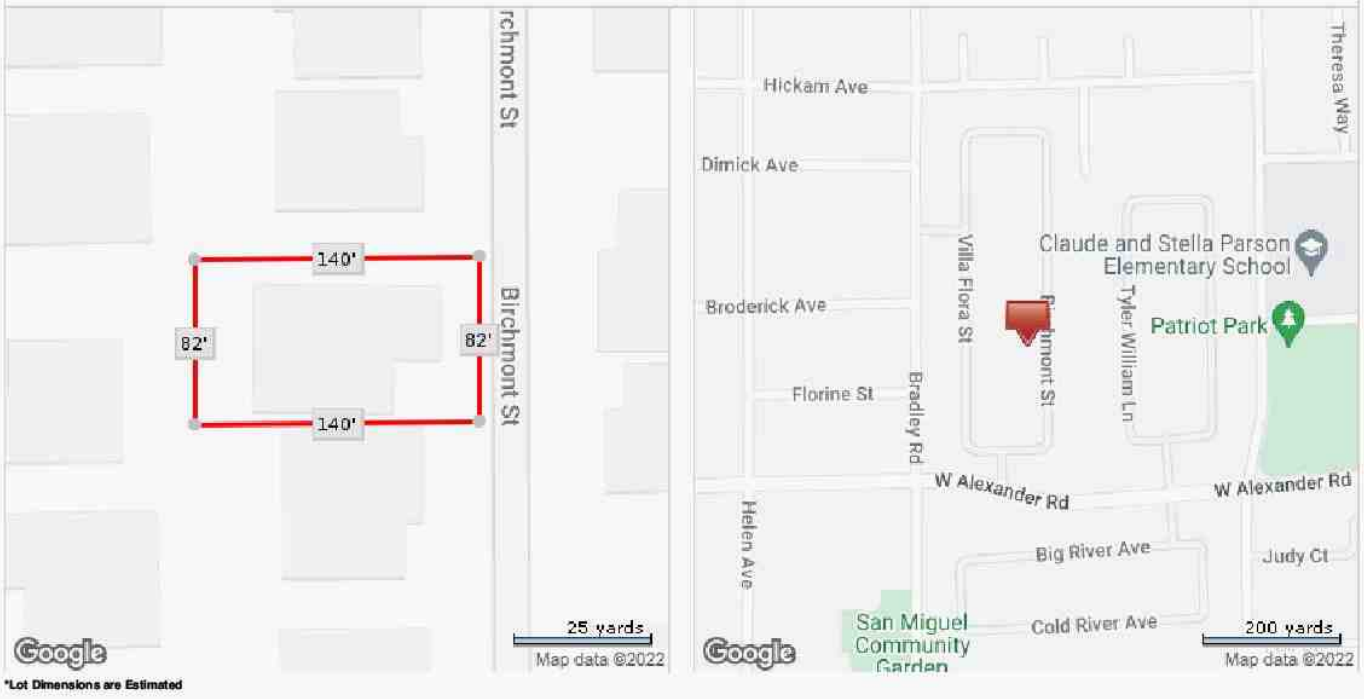 rchmont St
140'
82'
82'
Birchmont St
140'
25 yards
Google
Map data ©2022
*Lot Dimensions are Estimated
Theresa Way
Hickam Ave
Dimick Ave
Villa Flora St
Claude and Stella Parson
Elementary School
Broderick Ave
mont St
Tyler William Ln
Patriot Park
Florine St
Bradley Rd
W Alexander Rd
W Alexander Rd
Helen Ave
Big River Ave
Judy Ct
San Miguel
Community
Garden
Cold River Ave
200 yards
Google
Map data ©2022